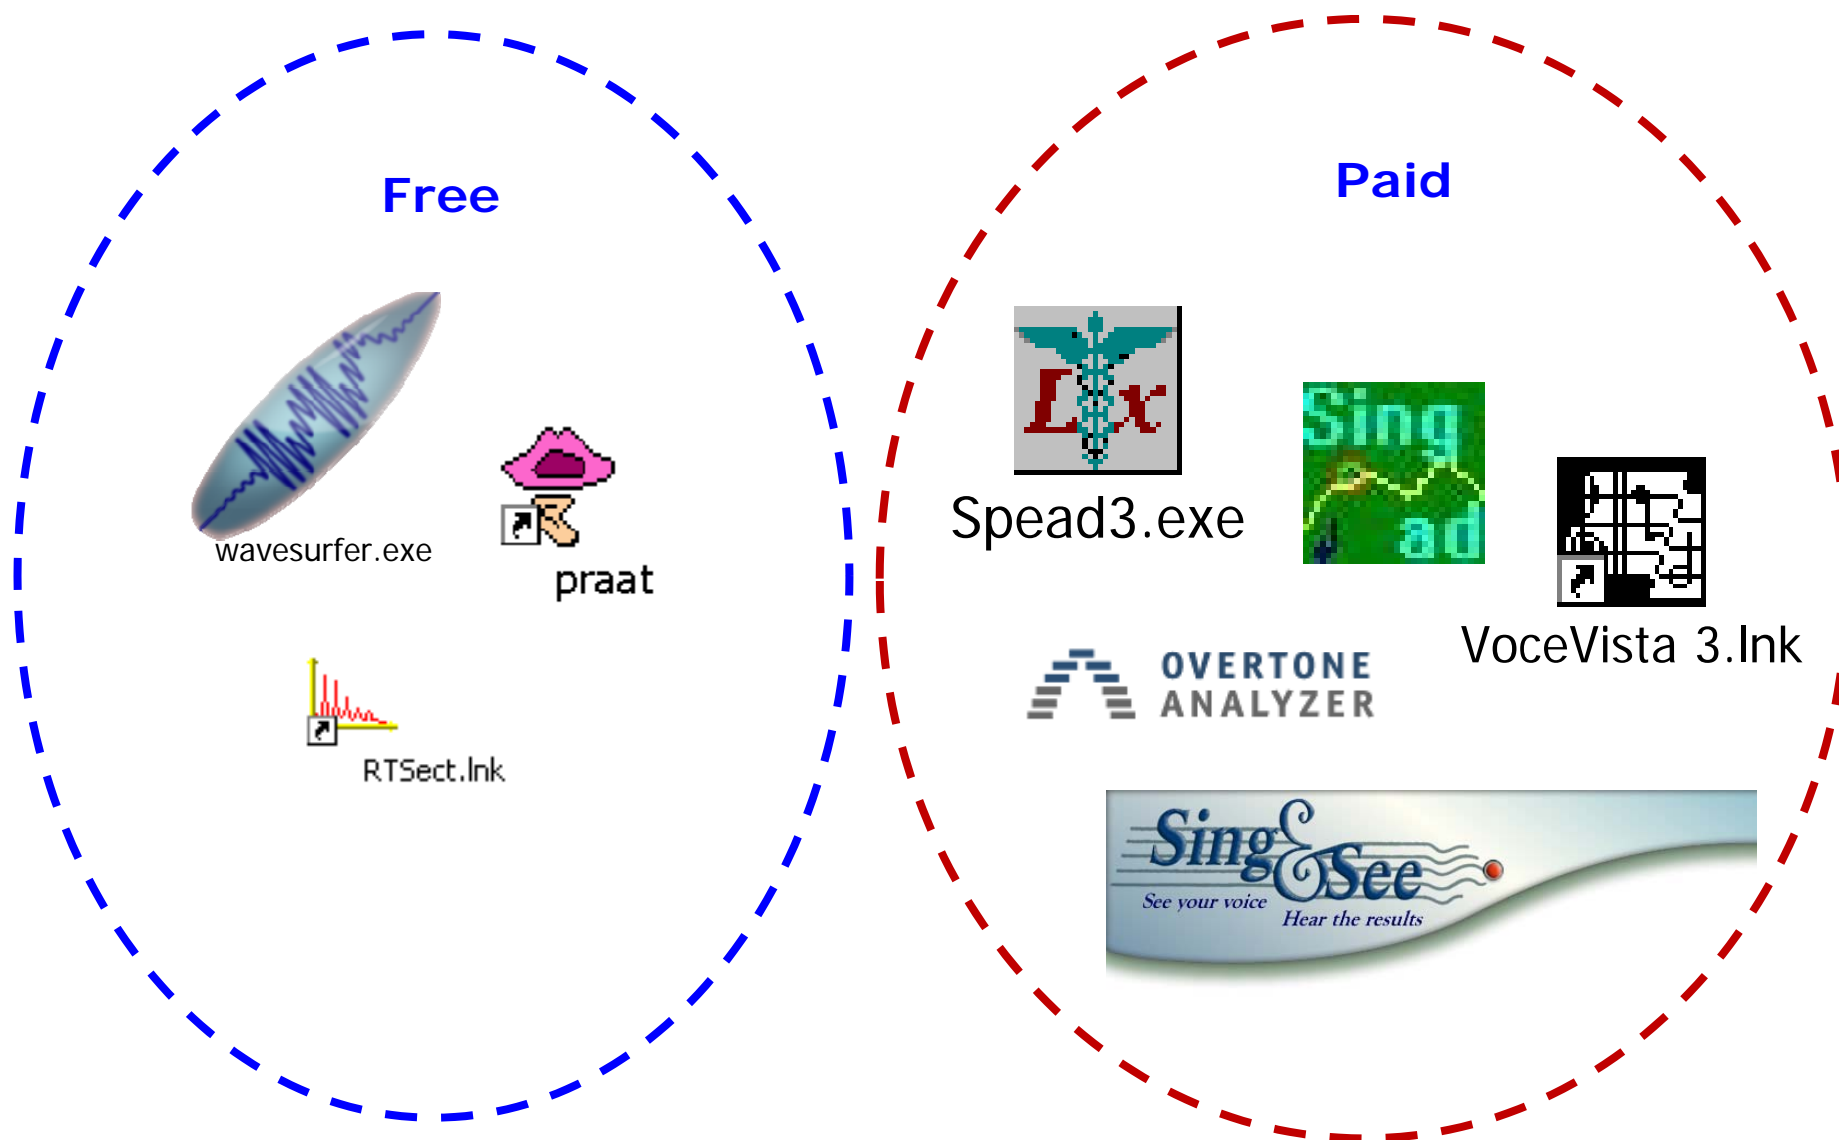 Free
wavesurfer.exe
praat
RTSect.lnk
Paid
Lx
Spead3.exe
Sing
ad
VoceVista 3.lnk
OVERTONE
ANALYZER
Sing&See
See your voice
Hear the results